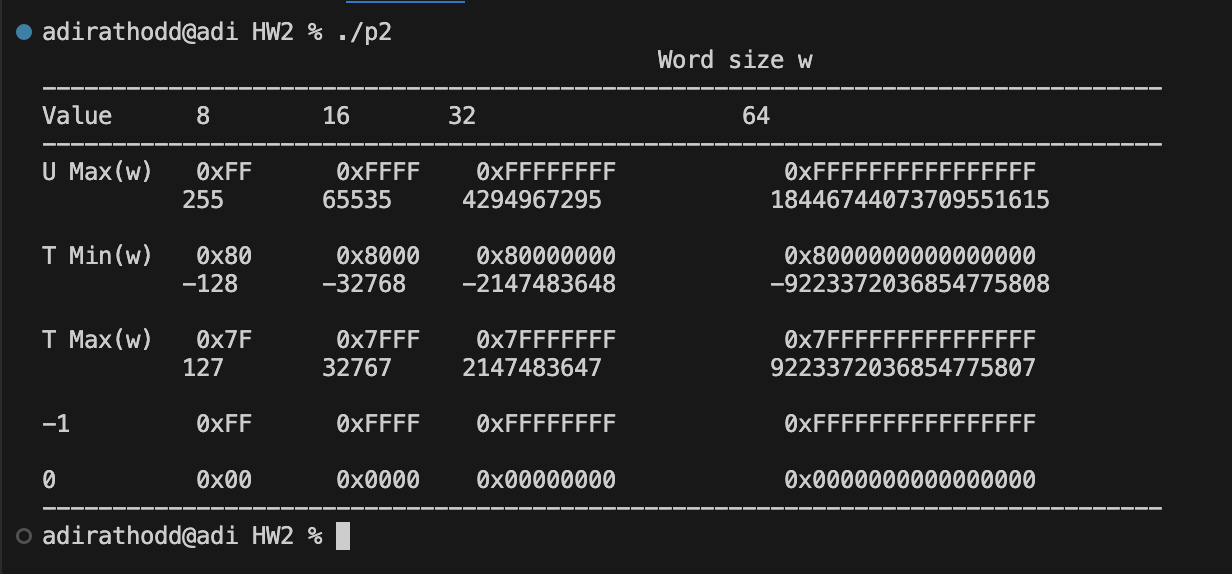 adirathodd@adi HW2 % ./p2
Word size w
--------------------------------------------------------------------------------
Value      8        16       32                   64
--------------------------------------------------------------------------------
U Max(w)   0xFF      0xFFFF    0xFFFFFFFF            0xFFFFFFFFFFFFFFFF
255       65535     4294967295            18446744073709551615
T Min(w)   0x80      0x8000    0x80000000            0x8000000000000000
-128      -32768    -2147483648           -9223372036854775808
T Max(w)   0x7F      0x7FFF    0x7FFFFFFF            0x7FFFFFFFFFFFFFFF
127       32767     2147483647            9223372036854775807
-1         0xFF      0xFFFF    0xFFFFFFFF            0xFFFFFFFFFFFFFFFF
0          0x00      0x0000    0x00000000            0x0000000000000000
--------------------------------------------------------------------------------
adirathodd@adi HW2 %